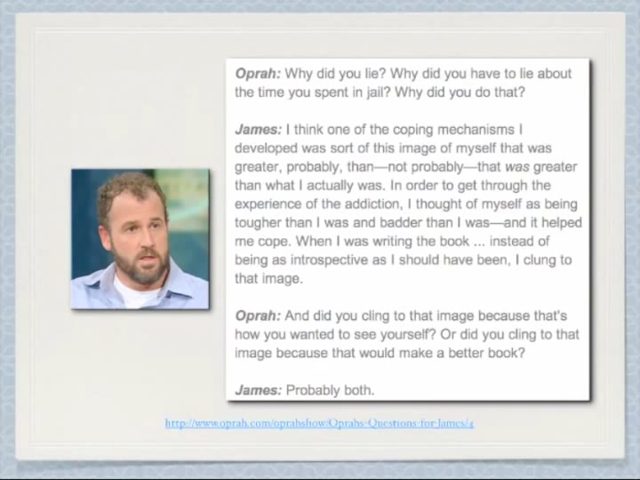 Oprah: Why did you lie? Why did you have to lie about
the time you spent in jail? Why did you do that?
James: I think one of the coping mechanisms I
developed was sort of this image of myself that was
greater, probably, than—not probably—that was greater
than what I actually was. In order to get through the
experience of the addiction, I thought of myself as being
tougher than I was and badder than I was—and it helped
me cope. When I was writing the book ... instead of
being as introspective as I should have been, I clung to
that image.
Oprah: And did you cling to that image because that's
how you wanted to see yourself? Or did you cling to that
image because that would make a better book?
James: Probably both.
http://www.oprah.com/oprahshow/Oprahs-Questions-for-James/4